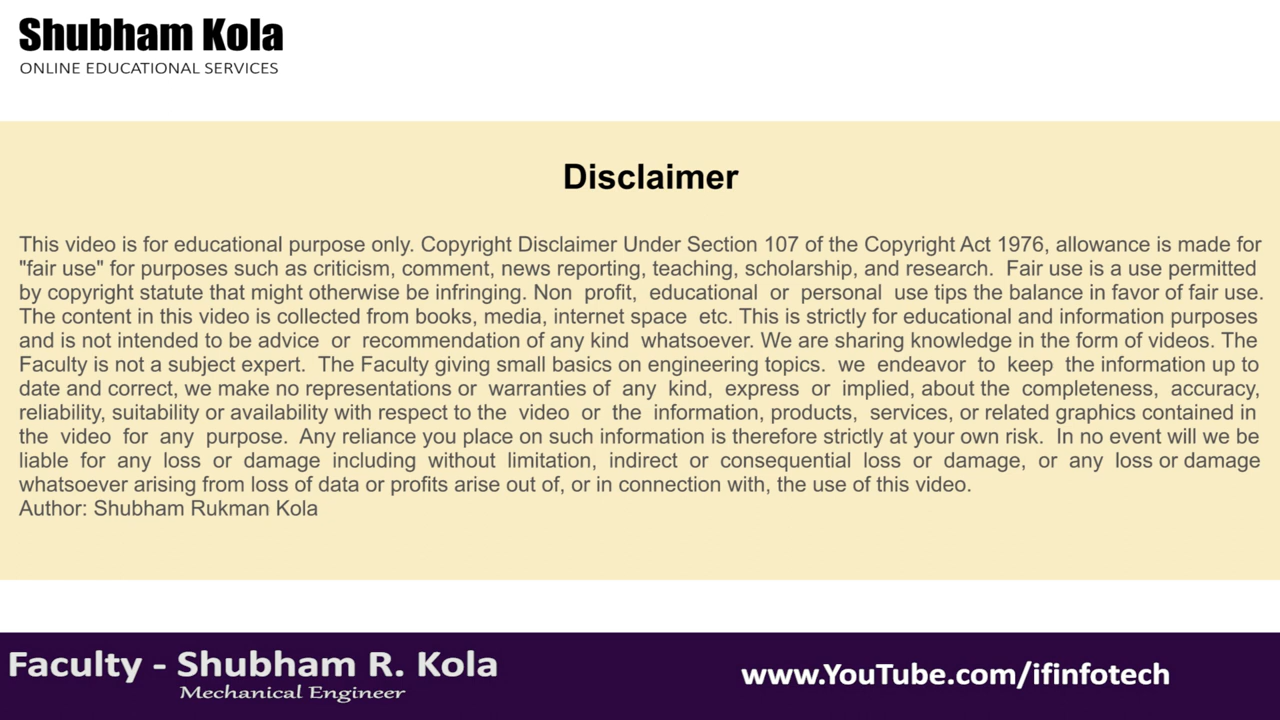 Shubham Kola
ONLINE EDUCATIONAL SERVICES
Disclaimer
This video is for educational purpose only. Copyright Disclaimer Under Section 107 of the Copyright Act 1976, allowance is made for
"fair use" for purposes such as criticism, comment, news reporting, teaching, scholarship, and research. Fair use is a use permitted
by copyright statute that might otherwise be infringing. Non profit, educational or personal use tips the balance in favor of fair use.
The content in this video is collected from books, media, internet space etc. This is strictly for educational and information purposes
and is not intended to be advice or recommendation of any kind whatsoever. We are sharing knowledge in the form of videos. The
Faculty is not a subject expert. The Faculty giving small basics on engineering topics. we endeavor to keep the information up to
date and correct, we make no representations or warranties of any kind, express or implied, about the completeness, accuracy,
reliability, suitability or availability with respect to the video or the information, products, services, or related graphics contained in
the video for any purpose. Any reliance you place on such information is therefore strictly at your own risk. In no event will we be
liable for any loss or damage including without limitation, indirect or consequential loss or damage, or any loss or damage
whatsoever arising from loss of data or profits arise out of, or in connection with, the use of this video.
Author: Shubham Rukman Kola
Faculty - Shubham R. Kola
Mechanical Engineer
www.YouTube.com/ifinfotech